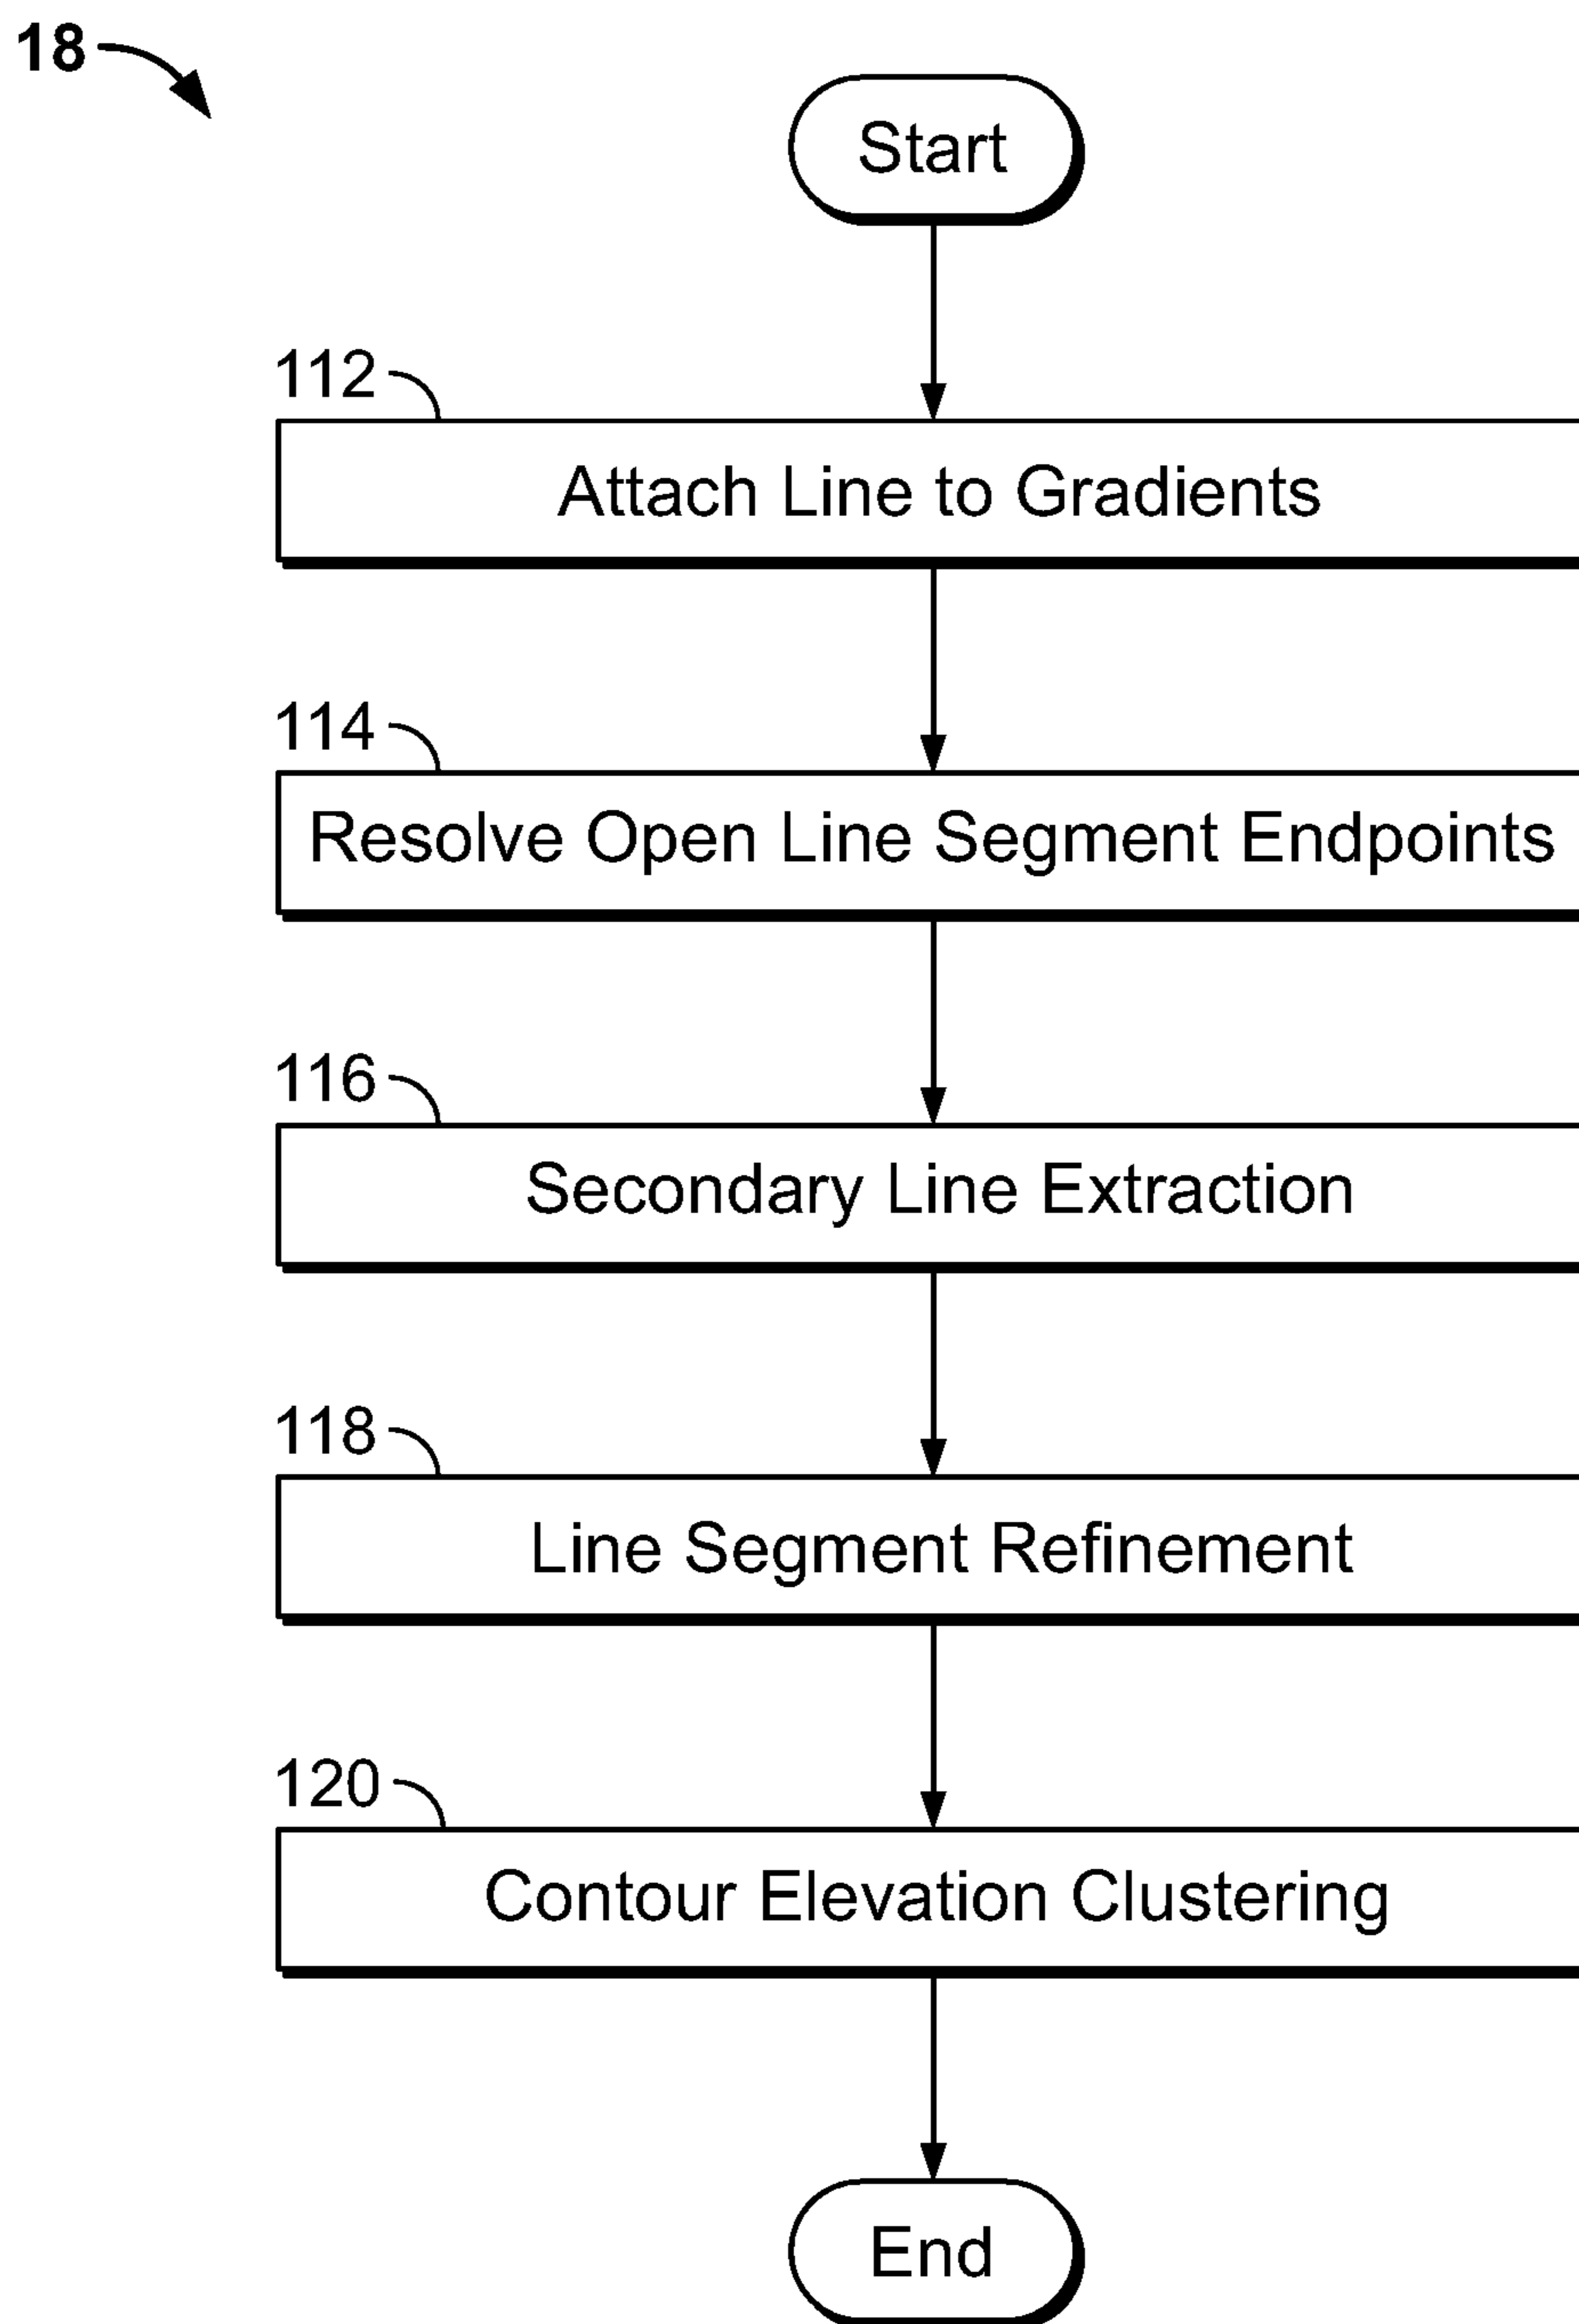 18
Start
112
Attach Line to Gradients
114
Resolve Open Line Segment Endpoints
116
Secondary Line Extraction
118
Line Segment Refinement
120
Contour Elevation Clustering
End